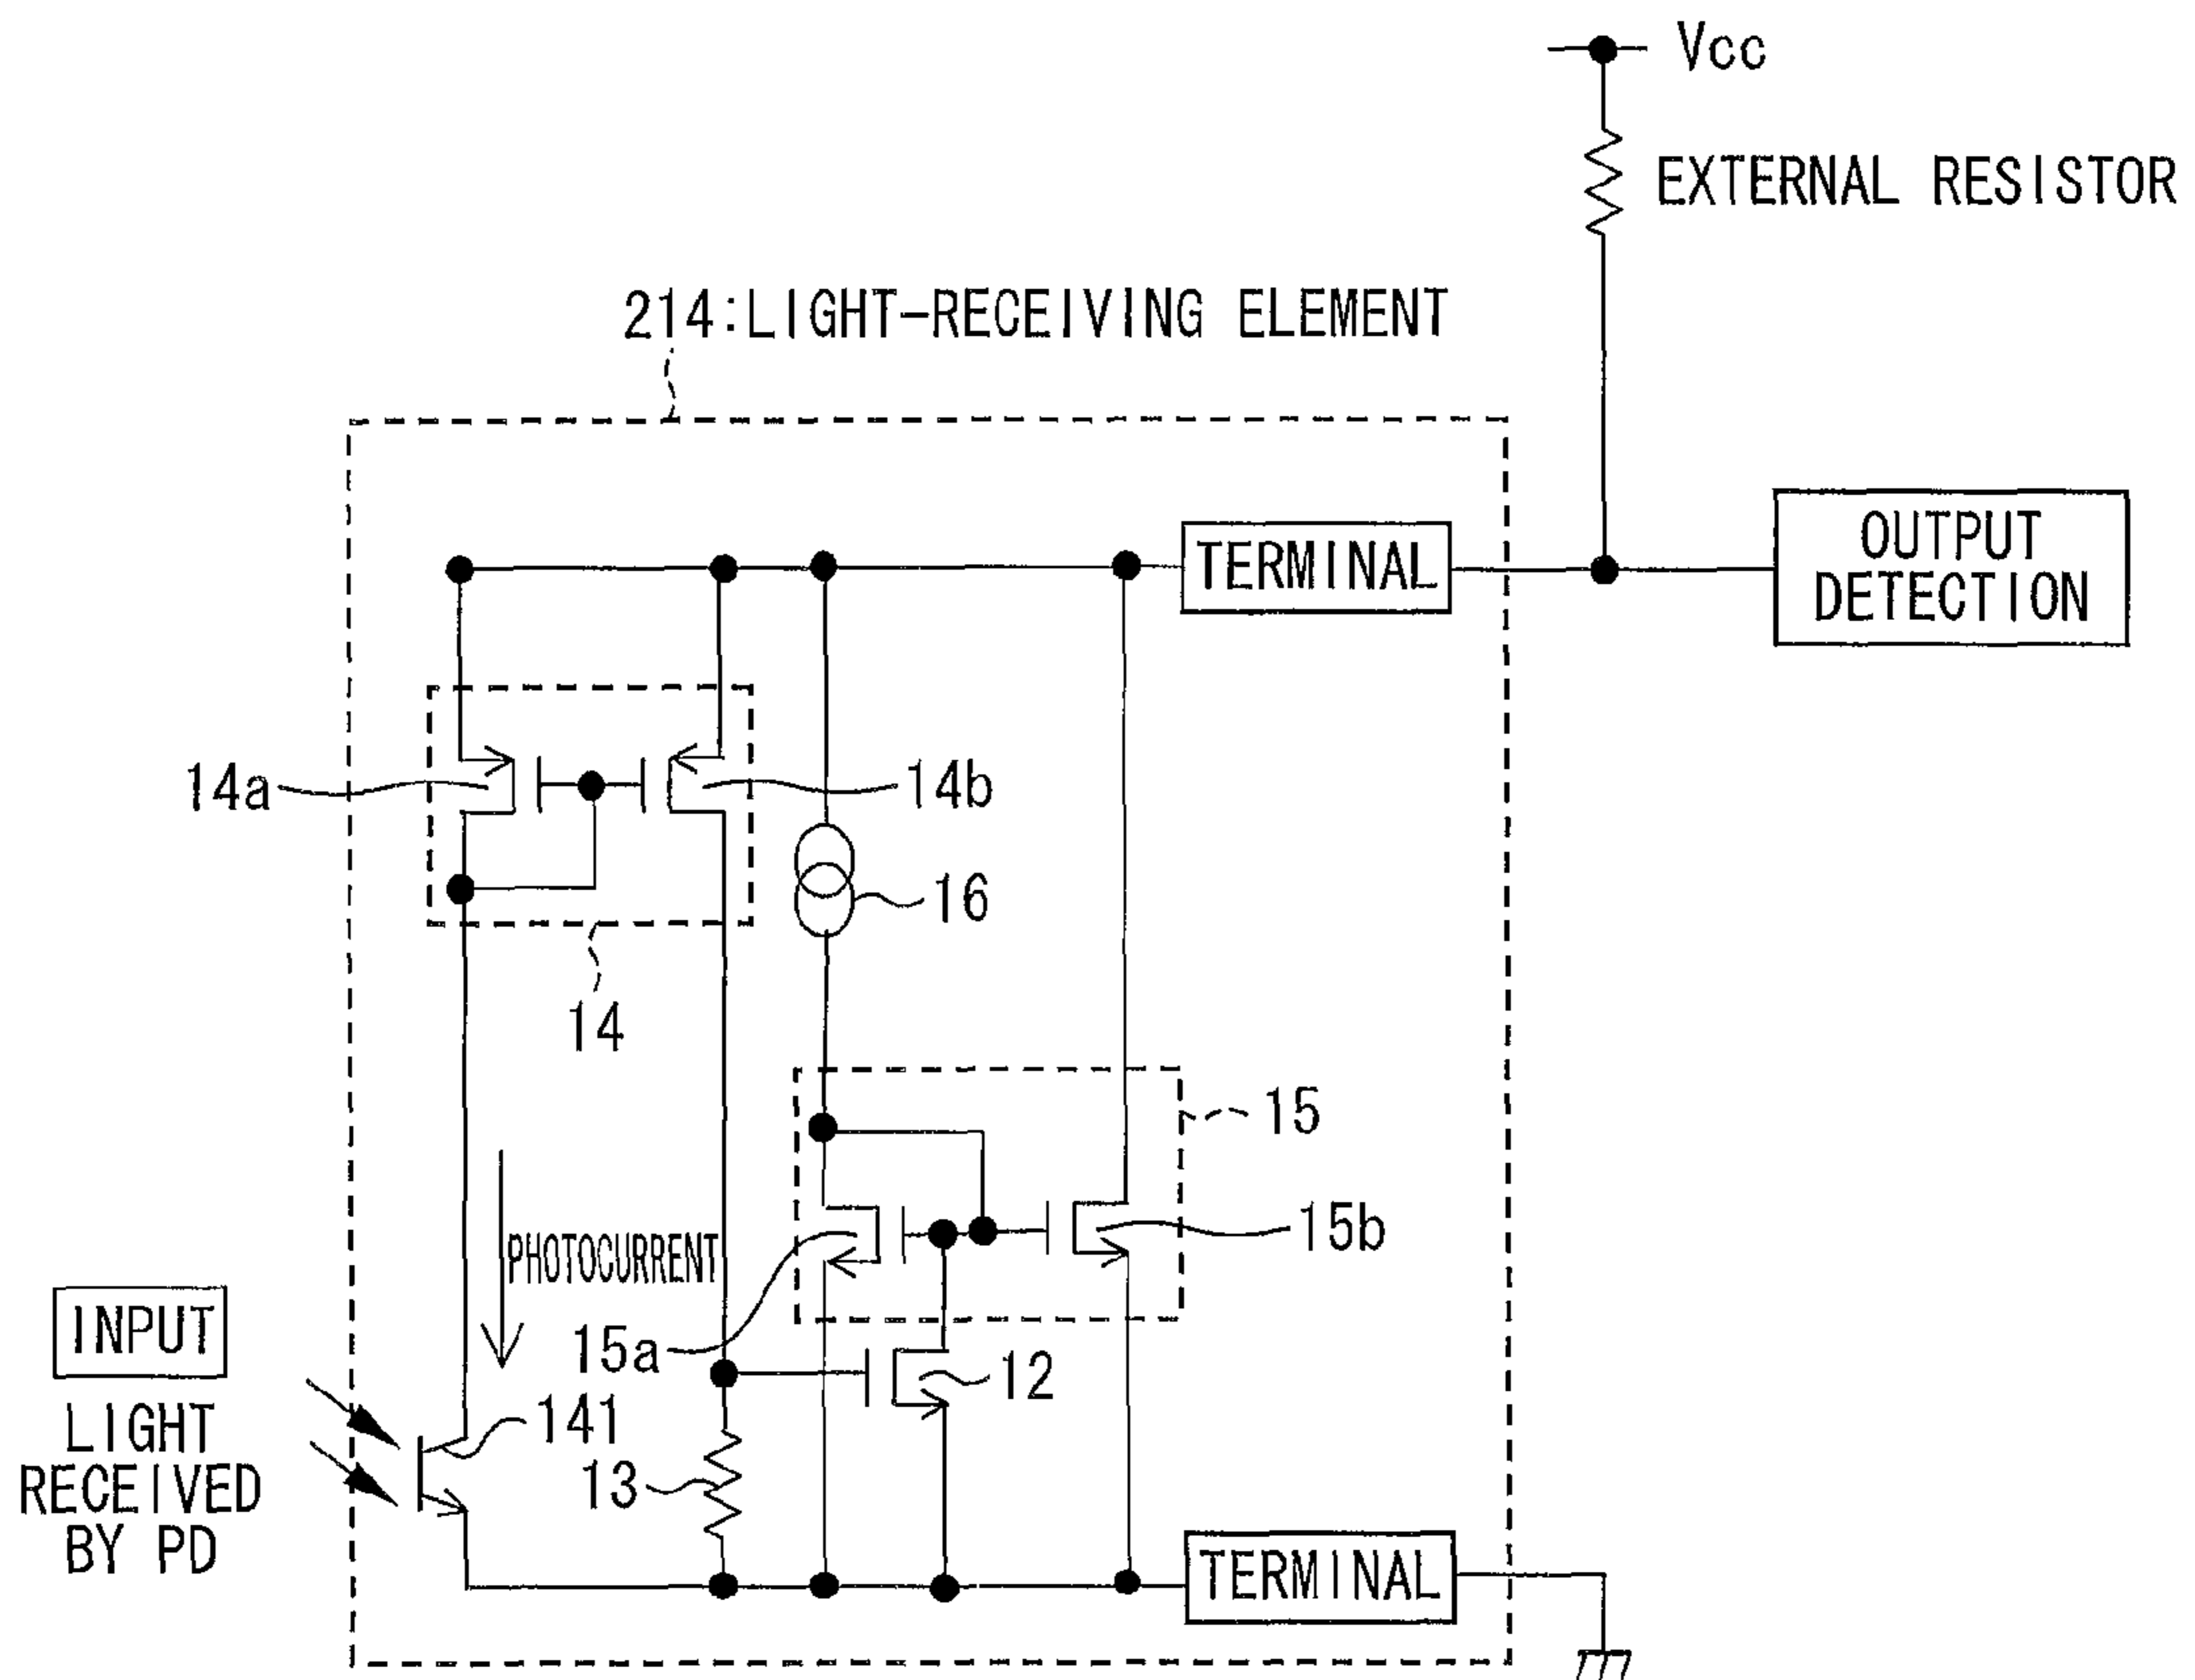 Vcc
EXTERNAL RESISTOR
214:LIGHT-RECEIVING ELEMENT
TERMINAL
OUTPUT
DETECTION
14a
14b
16
14
15
15b
PHOTOCURRENT
INPUT
15a
12
LIGHT
RECEIVED
BY PD
141
13
TERMINAL